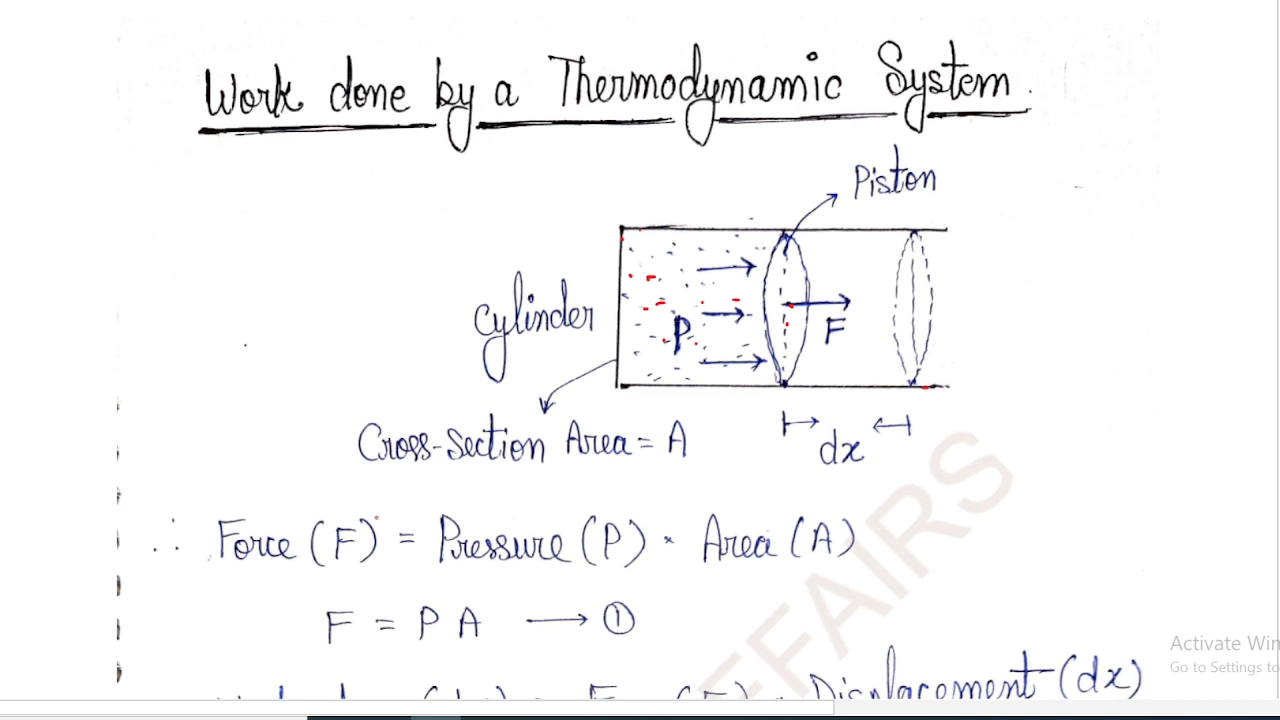 Work done by a Thermodynamic System.
Piston
Cylinder
P
F
Cross-Section Area = A
dx
∴ Force (F) = Pressure (P) × Area (A)
F = P A ⟶ ①
Displacement (dx)
FFAIRS
Activate Win
Go to Settings to